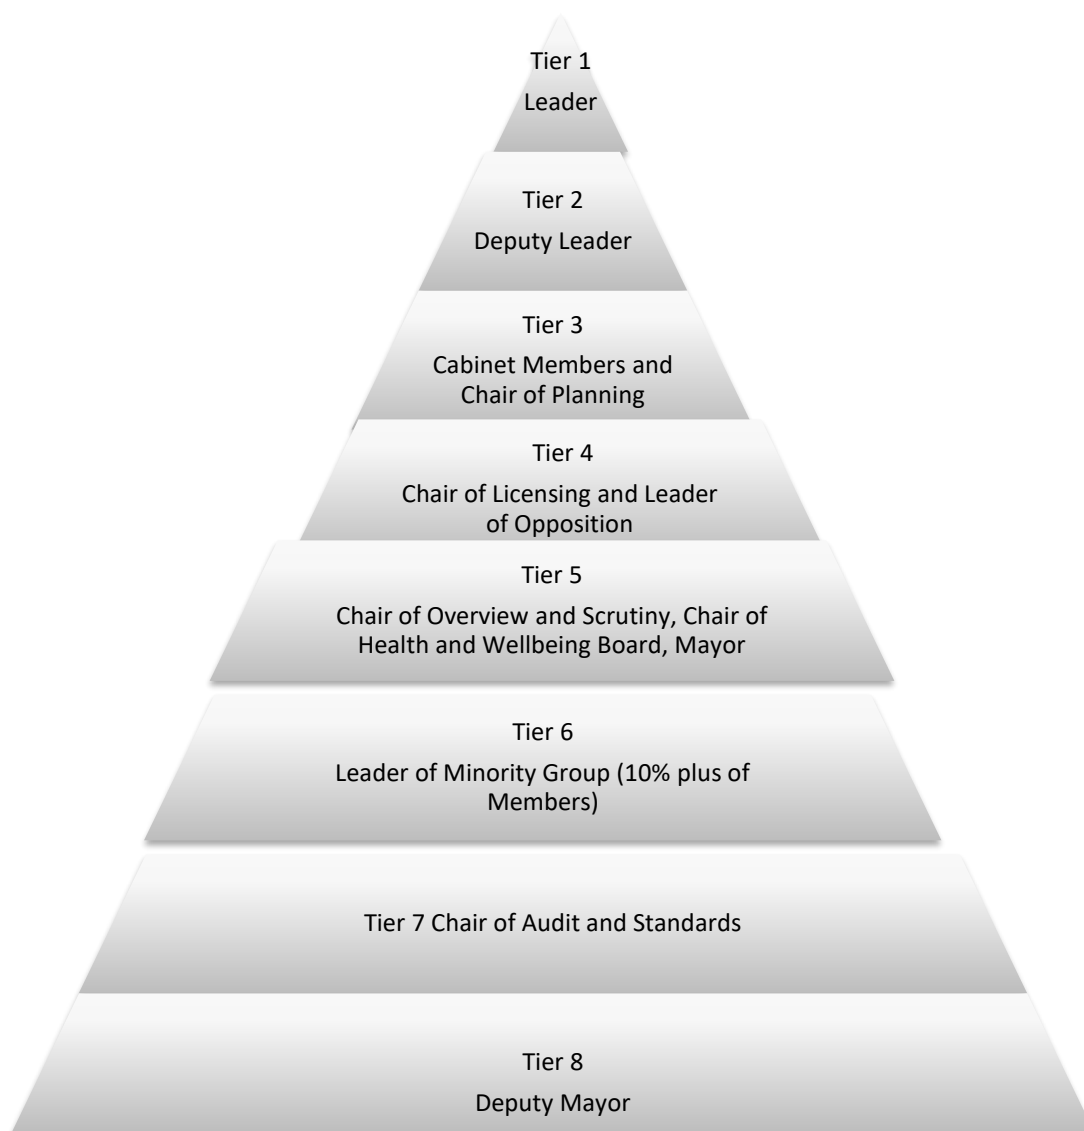 Tier 1
Leader
Tier 2
Deputy Leader
Tier 3
Cabinet Members and
Chair of Planning
Tier 4
Chair of Licensing and Leader
of Opposition
Tier 5
Chair of Overview and Scrutiny, Chair of
Health and Wellbeing Board, Mayor
Tier 6
Leader of Minority Group (10% plus of
Members)
Tier 7 Chair of Audit and Standards
Tier 8
Deputy Mayor